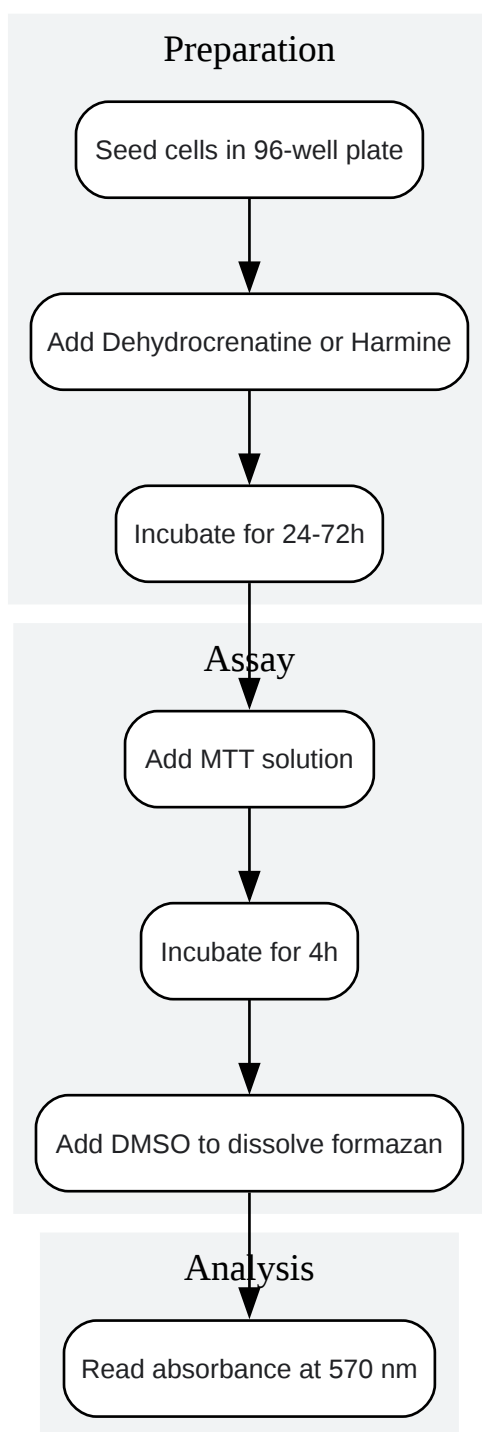 Preparation
Seed cells in 96-well plate
Add Dehydrocrenatine or Harmine
Incubate for 24-72h
Assay
Add MTT solution
Incubate for 4h
Add DMSO to dissolve formazan
Analysis
Read absorbance at 570 nm